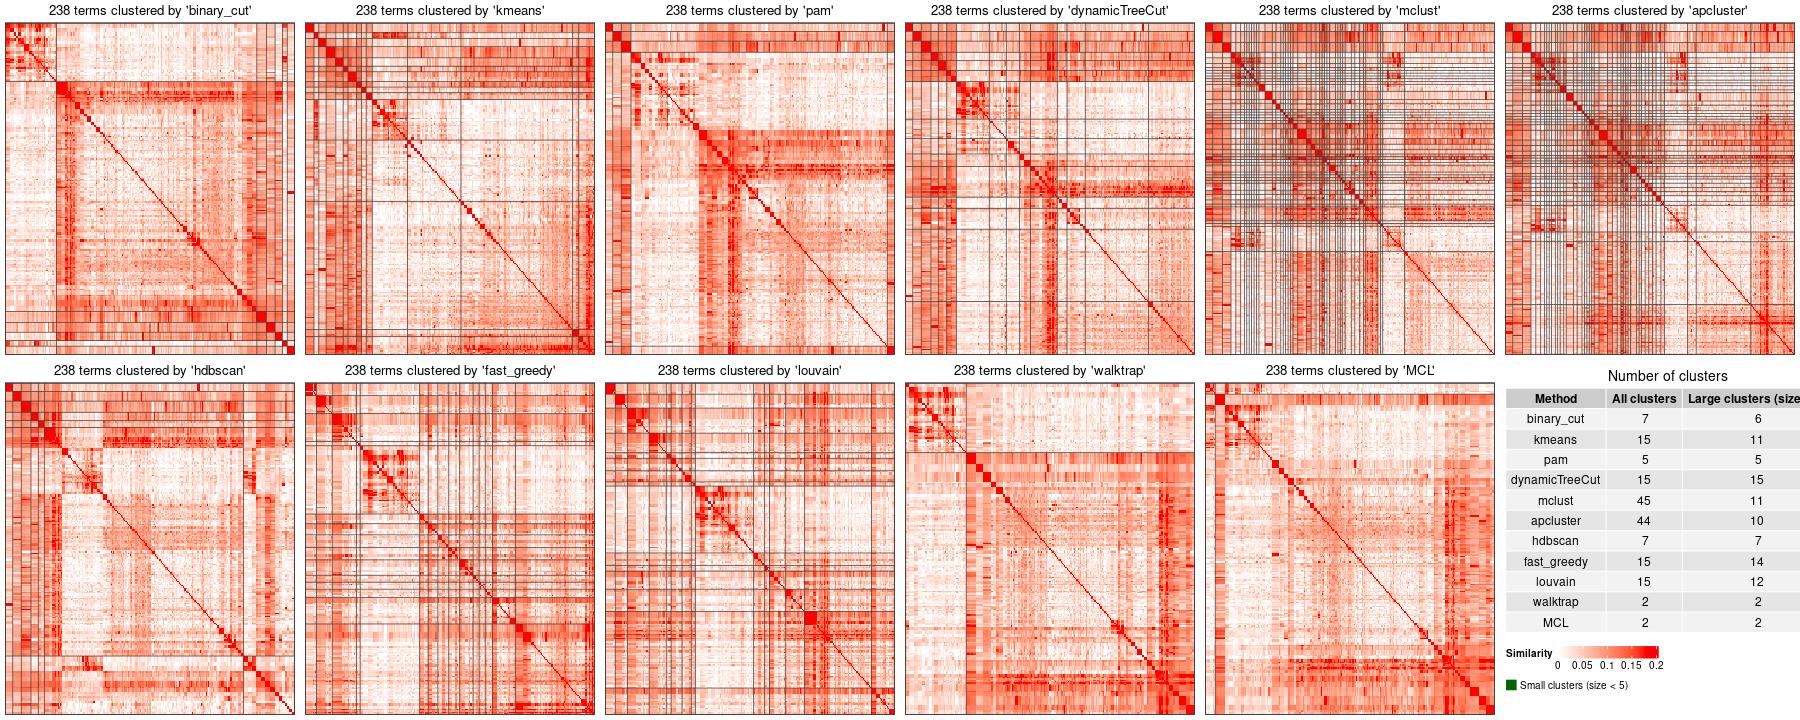 238 terms clustered by 'binary_cut'
238 terms clustered by 'kmeans'
238 terms clustered by 'pam'
238 terms clustered by 'dynamicTreeCut'
238 terms clustered by 'mclust'
238 terms clustered by 'apcluster'
238 terms clustered by 'hdbscan'
238 terms clustered by 'fast_greedy'
238 terms clustered by 'louvain'
238 terms clustered by 'walktrap'
238 terms clustered by 'MCL'
Number of clusters
Method All clusters Large clusters (size
binary_cut 7 6
kmeans 15 11
pam 5 5
dynamicTreeCut 15 15
mclust 45 11
apcluster 44 10
hdbscan 7 7
fast_greedy 15 14
louvain 15 12
walktrap 2 2
MCL 2 2
Similarity
0 0.05 0.1 0.15 0.2
Small clusters (size < 5)